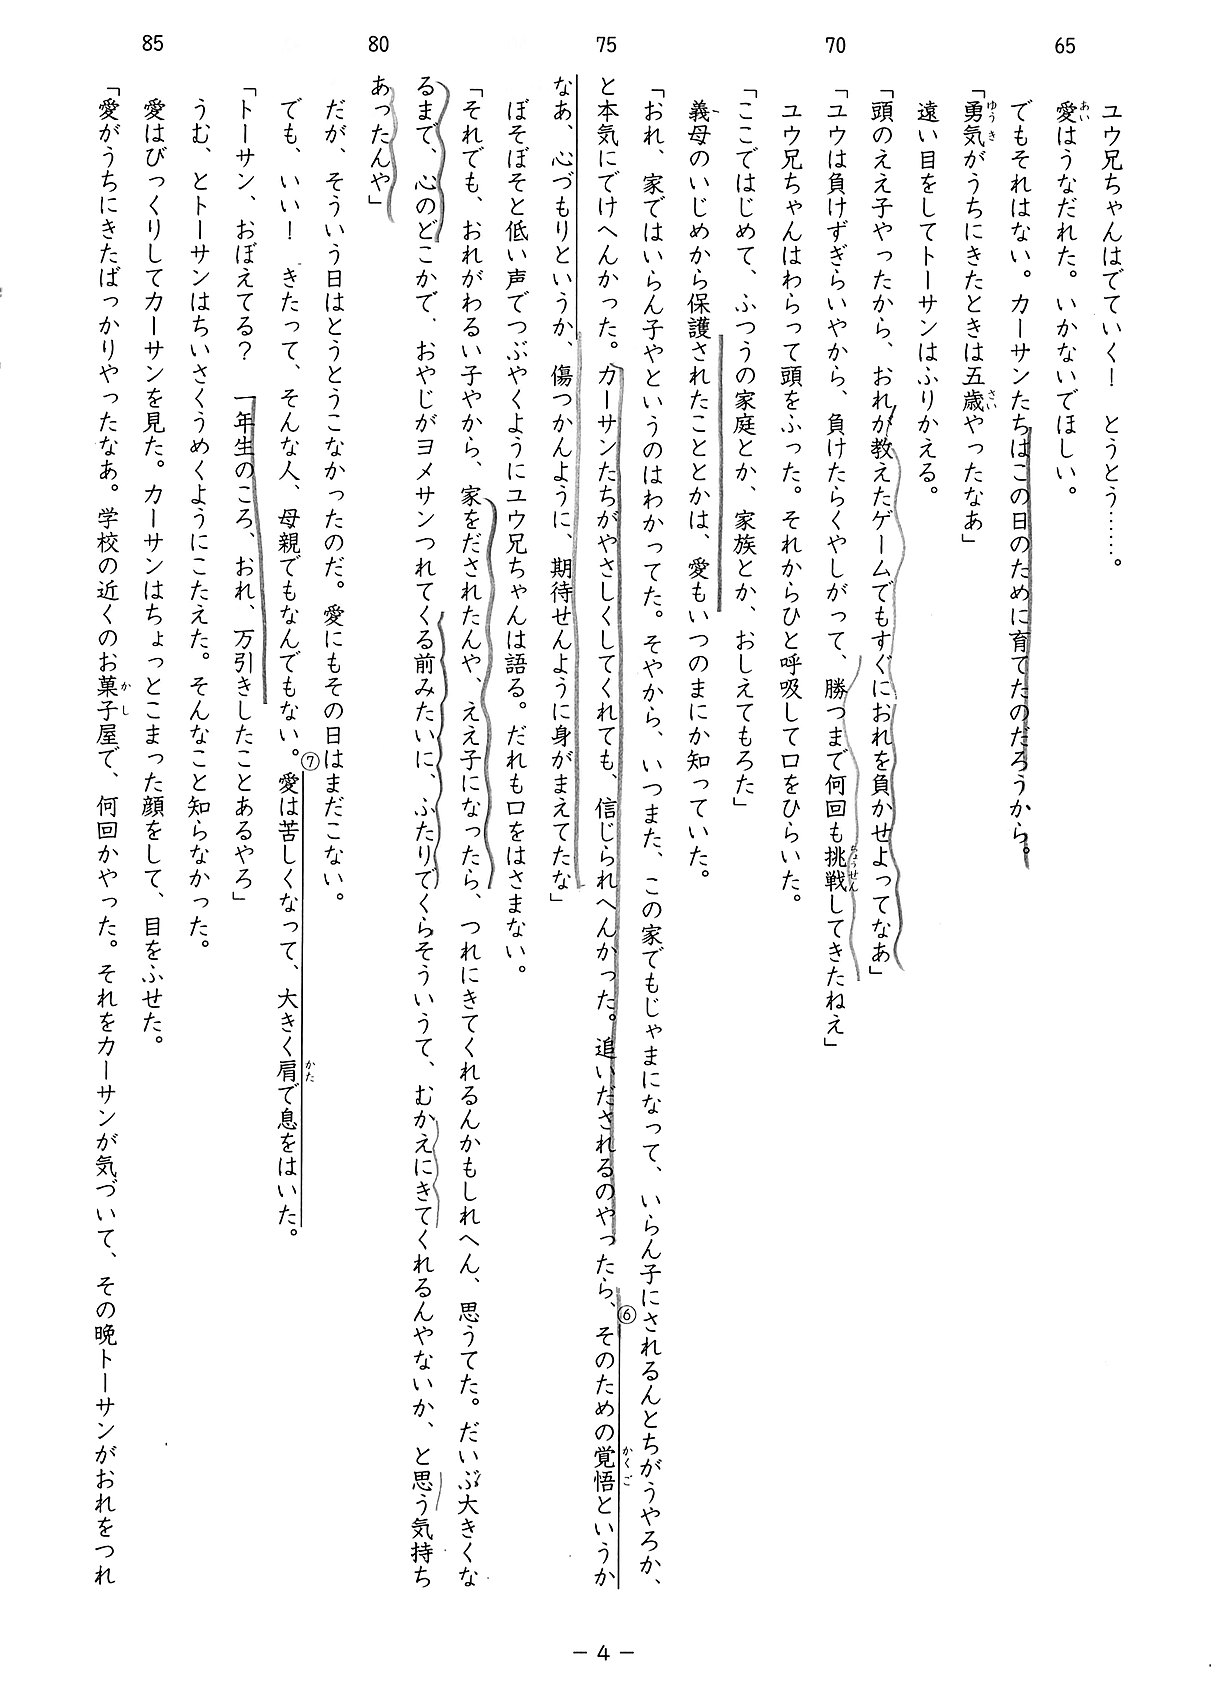 65
70
75
80
85
ユウ兄ちゃんはでていく！　とうとう……。
愛はうなだれた。いかないでほしい。
でもそれはない。カーサンたちはこの日のために育てたのだろうから。
「勇気がうちにきたときは五歳やったなあ」
遠い目をしてトーサンはふりかえる。
「頭のええ子やったから、おれが教えたゲームでもすぐにおれを負かせよってなあ」
「ユウは負けずぎらいやから、負けたらくやしがって、勝つまで何回も挑戦してきたねえ」
ユウ兄ちゃんはわらって頭をふった。それからひと呼吸して口をひらいた。
「ここではじめて、ふつうの家庭とか、家族とか、おしえてもろた」
義母のいじめから保護されたこととかは、愛もいつのまにか知っていた。
「おれ、家ではいらん子やというのはわかってた。そやから、いつまた、この家でもじゃまになって、いらん子にされるんとちがうやろか、
と本気にでけへんかった。カーサンたちがやさしくしてくれても、信じられへんかった。追いだされるのやったら、⑥そのための覚悟というか
なあ、心づもりというか、傷つかんように、期待せんように身がまえてたな」
ぼそぼそと低い声でつぶやくようにユウ兄ちゃんは語る。だれも口をはさまない。
「それでも、おれがわるい子やから、家をだされたんや、ええ子になったら、つれにきてくれるんかもしれへん、思うてた。だいぶ大きくな
るまで、心のどこかで、おやじがヨメサンつれてくる前みたいに、ふたりでくらそういうて、むかえにきてくれるんやないか、と思う気持ち
あったんや」
だが、そういう日はとうとうこなかったのだ。愛にもその日はまだこない。
でも、いい！　きたって、そんな人、母親でもなんでもない。⑦愛は苦しくなって、大きく肩で息をはいた。
「トーサン、おぼえてる？　一年生のころ、おれ、万引きしたことあるやろ」
うむ、とトーサンはちいさくうめくようにこたえた。そんなこと知らなかった。
愛はびっくりしてカーサンを見た。カーサンはちょっとこまった顔をして、目をふせた。
「愛がうちにきたばっかりやったなあ。学校の近くのお菓子屋で、何回かやった。それをカーサンが気づいて、その晩トーサンがおれをつれ
－4－